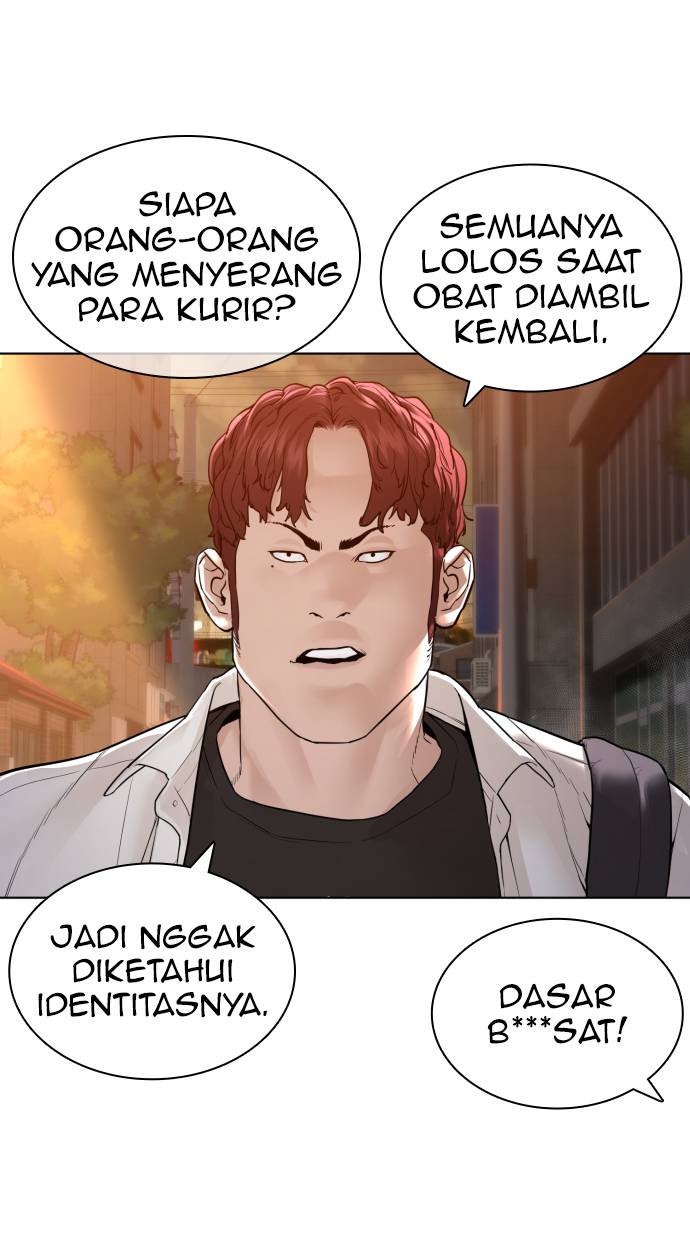 SIAPA
ORANG-ORANG
YANG MENYERANG
PARA KURIR?
SEMUANYA
LOLOS SAAT
OBAT DIAMBIL
KEMBALI.
JADI NGGAK
DIKETAHUI
IDENTITASNYA.
DASAR
B***SAT!